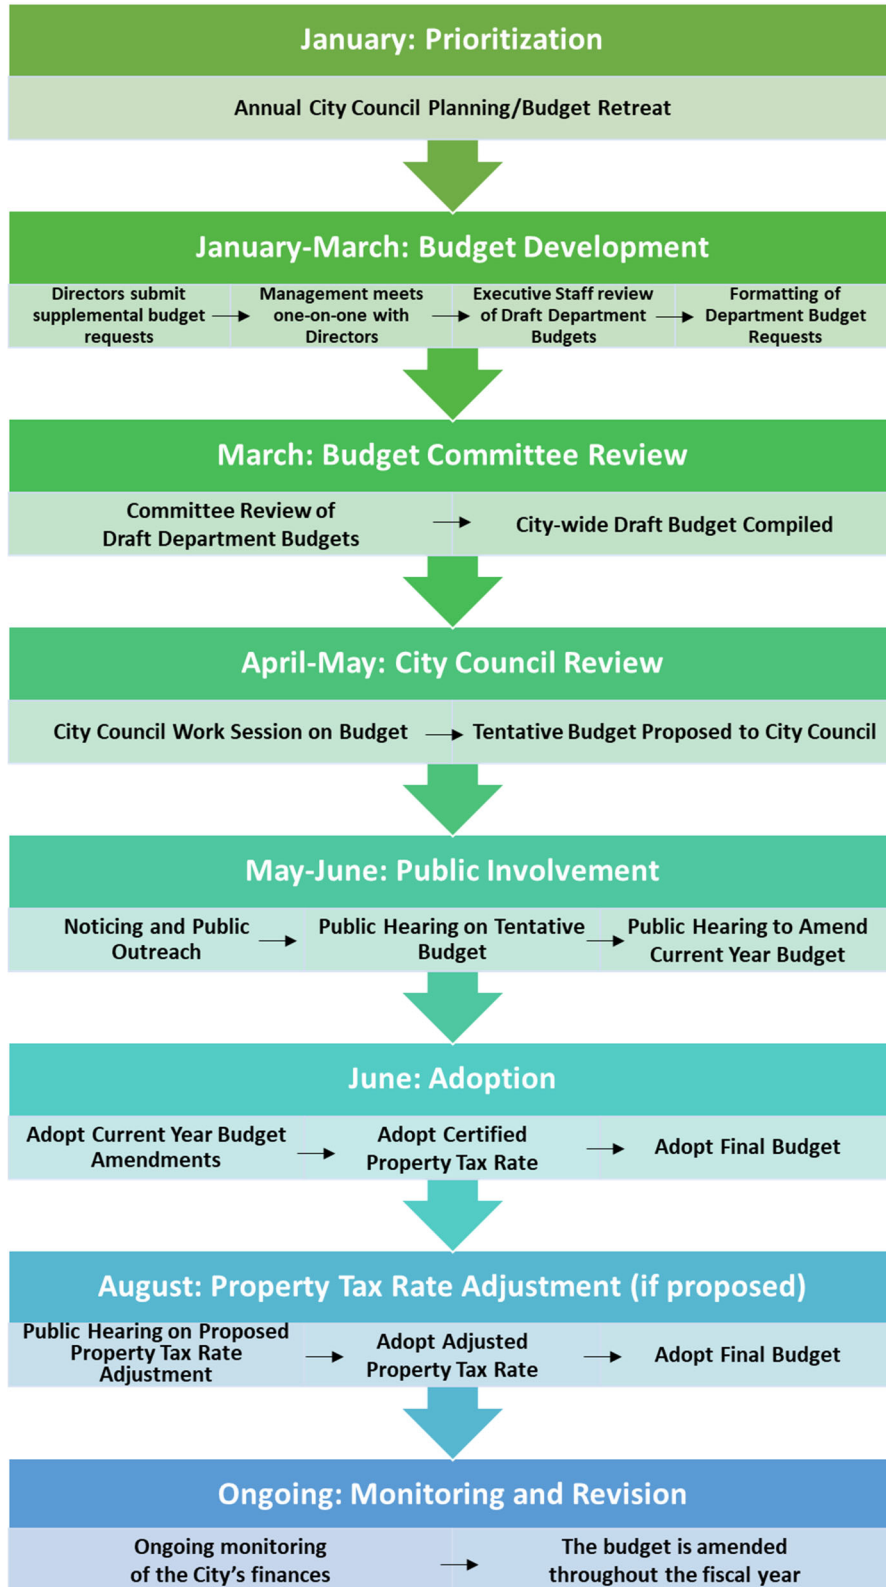 January: Prioritization
Annual City Council Planning/Budget Retreat
January-March: Budget Development
Directors submit
supplemental budget
requests
Management meets
one-on-one with
Directors
Executive Staff review
of Draft Department
Budgets
Formatting of
Department Budget
Requests
March: Budget Committee Review
Committee Review of
Draft Department Budgets
City-wide Draft Budget Compiled
April-May: City Council Review
City Council Work Session on Budget
Tentative Budget Proposed to City Council
May-June: Public Involvement
Noticing and Public
Outreach
Public Hearing on Tentative
Budget
Public Hearing to Amend
Current Year Budget
June: Adoption
Adopt Current Year Budget
Amendments
Adopt Certified
Property Tax Rate
Adopt Final Budget
August: Property Tax Rate Adjustment (if proposed)
Public Hearing on Proposed
Property Tax Rate
Adjustment
Adopt Adjusted
Property Tax Rate
Adopt Final Budget
Ongoing: Monitoring and Revision
Ongoing monitoring
of the City's finances
The budget is amended
throughout the fiscal year